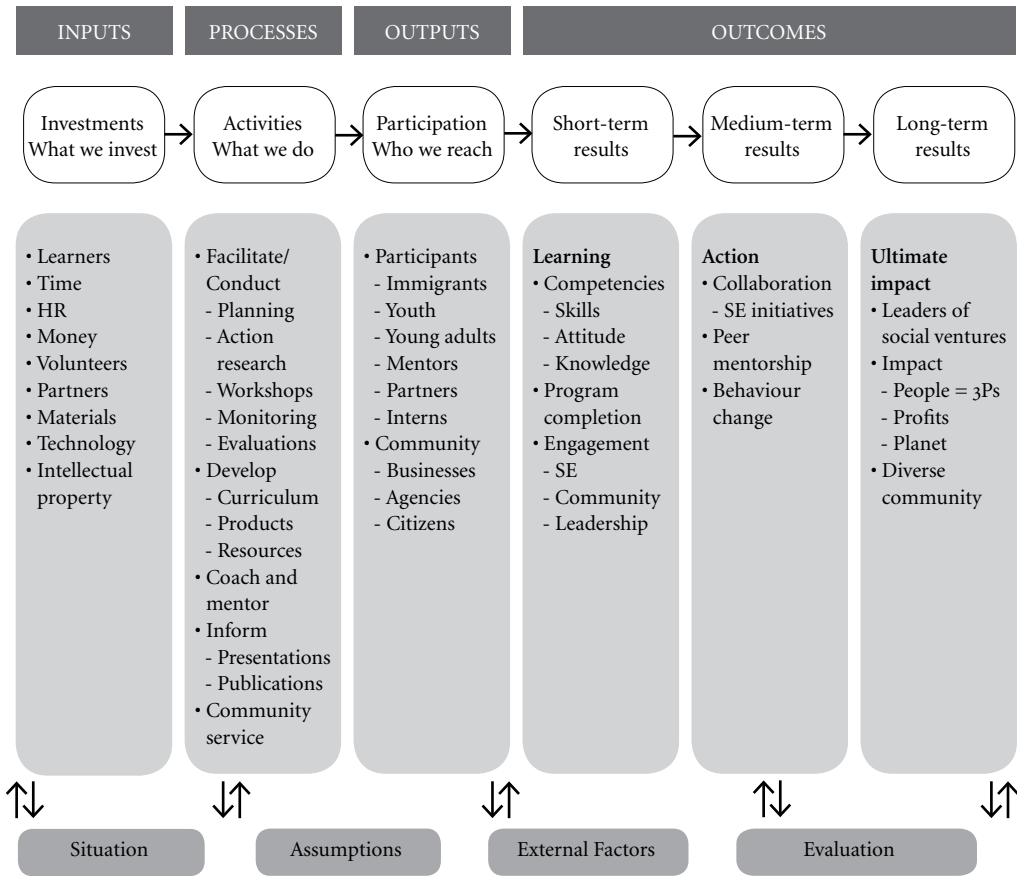 INPUTS
PROCESSES
OUTPUTS
OUTCOMES
Investments
What we invest
Activities
What we do
Participation
Who we reach
Short-term
results
Medium-term
results
Long-term
results
• Learners
• Time
• HR
• Money
• Volunteers
• Partners
• Materials
• Technology
• Intellectual
property
• Facilitate/
Conduct
- Planning
- Action
research
- Workshops
- Monitoring
- Evaluations
• Develop
- Curriculum
- Products
- Resources
• Coach and
mentor
• Inform
- Presentations
- Publications
• Community
service
• Participants
- Immigrants
- Youth
- Young adults
- Mentors
- Partners
- Interns
• Community
- Businesses
- Agencies
- Citizens
Learning
• Competencies
- Skills
- Attitude
- Knowledge
• Program
completion
• Engagement
- SE
- Community
- Leadership
Action
• Collaboration
- SE initiatives
• Peer
mentorship
• Behaviour
change
Ultimate
impact
• Leaders of
social ventures
• Impact
- People = 3Ps
- Profits
- Planet
• Diverse
community
Situation
Assumptions
External Factors
Evaluation